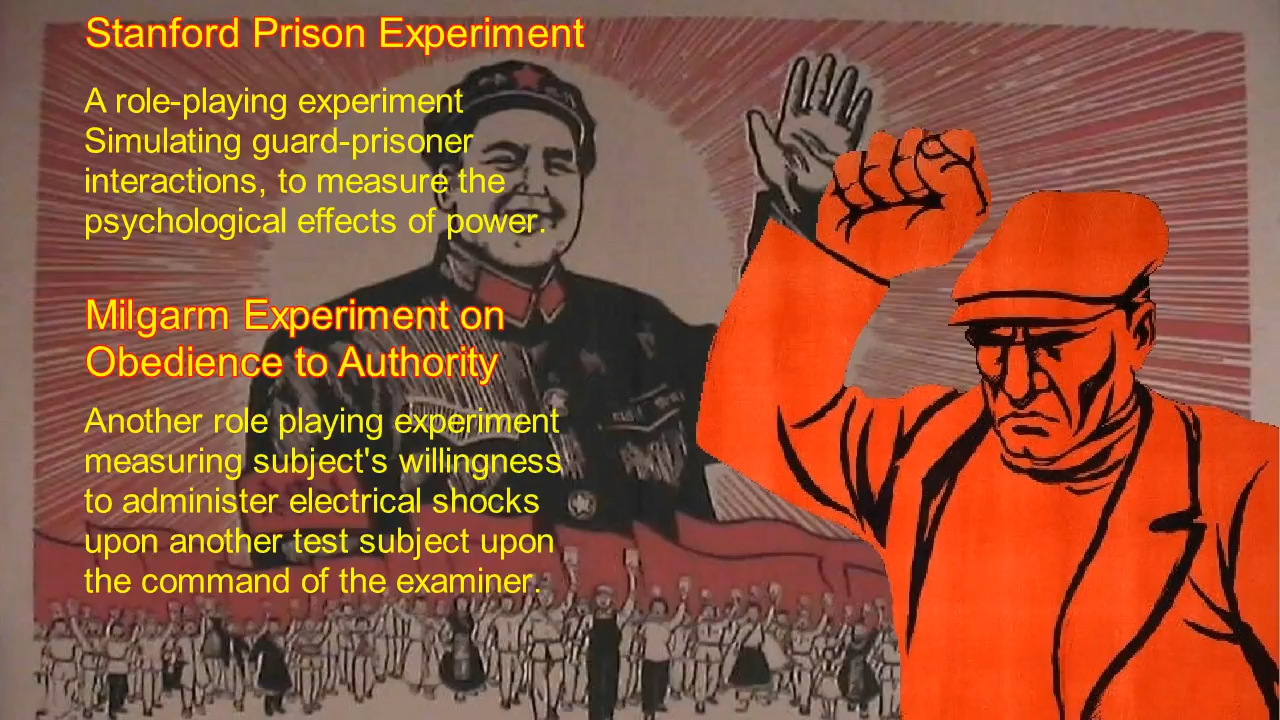 Stanford Prison Experiment
A role-playing experiment
Simulating guard-prisoner
interactions, to measure the
psychological effects of power.
Milgarm Experiment on
Obedience to Authority
Another role playing experiment
measuring subject's willingness
to administer electrical shocks
upon another test subject upon
the command of the examiner.